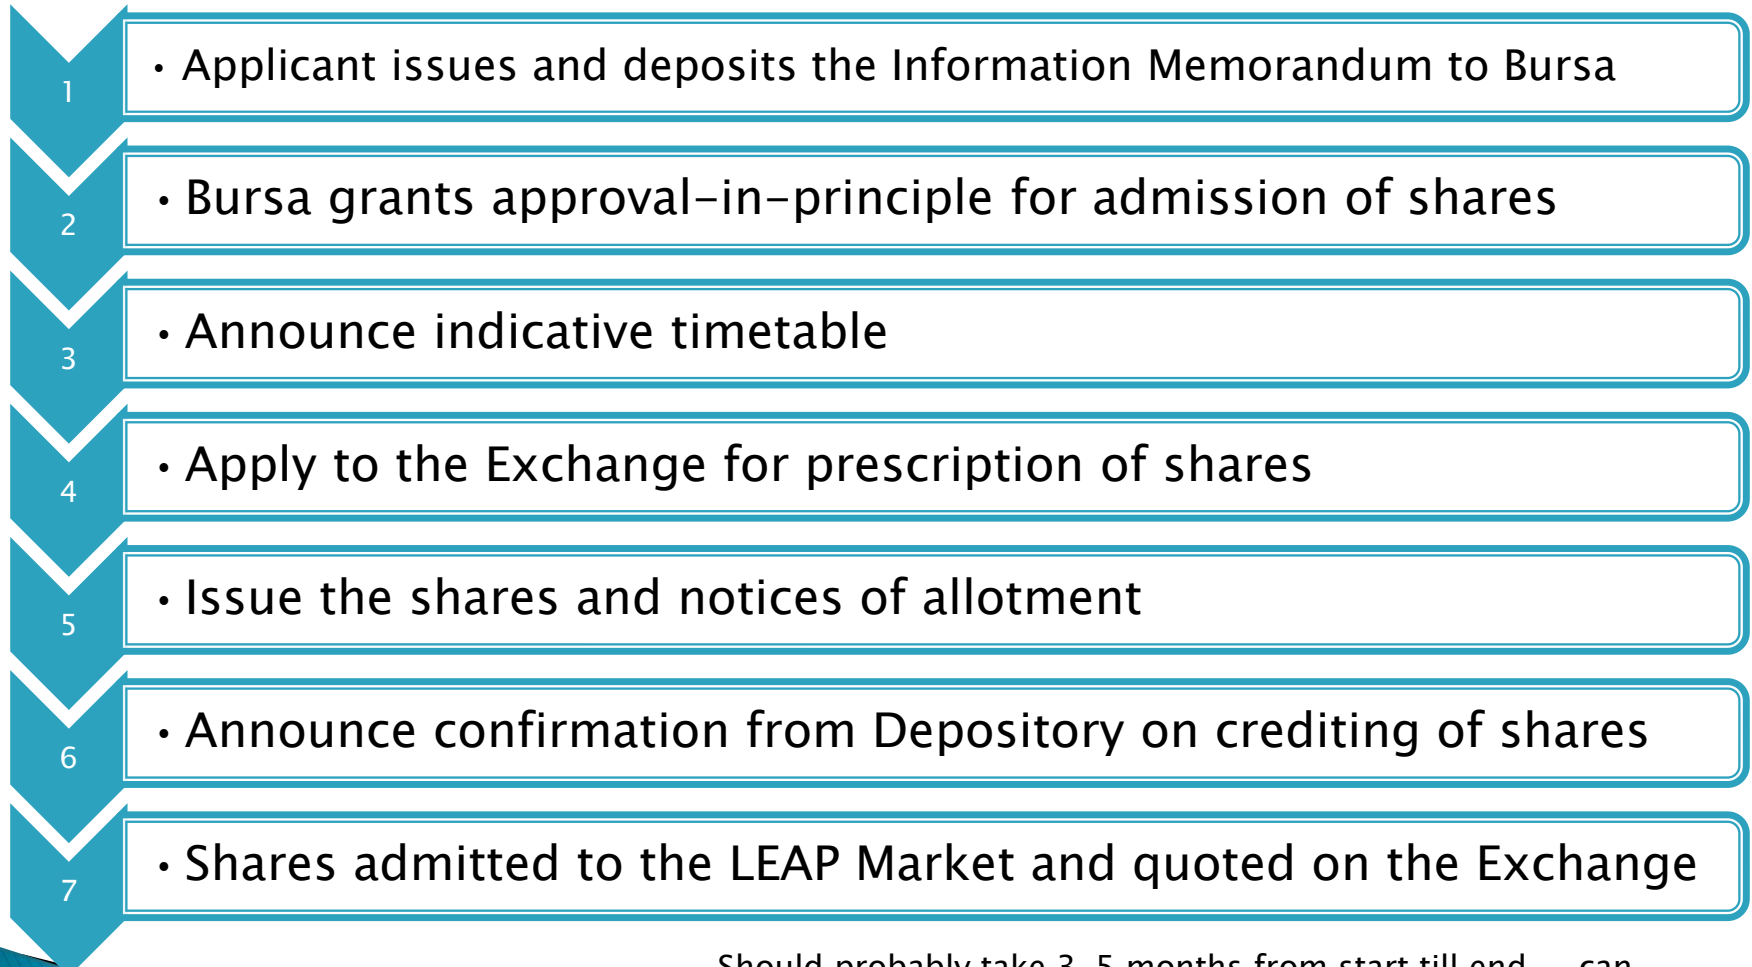 1
• Applicant issues and deposits the Information Memorandum to Bursa
2
• Bursa grants approval-in-principle for admission of shares
3
• Announce indicative timetable
4
• Apply to the Exchange for prescription of shares
5
• Issue the shares and notices of allotment
6
• Announce confirmation from Depository on crediting of shares
7
• Shares admitted to the LEAP Market and quoted on the Exchange
Should probably take 3-5 months from start till end... can